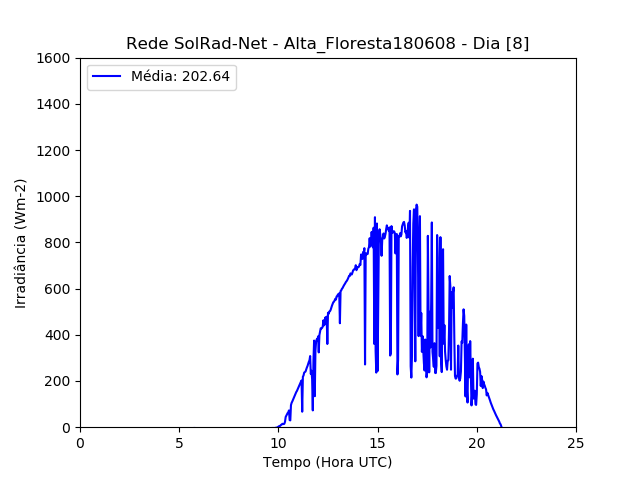 Rede SolRad-Net - Alta_Floresta180608 - Dia [8]
Média: 202.64
1600
1400
1200
1000
800
600
400
200
0
Irradiância (Wm-2)
0 5 10 15 20 25
Tempo (Hora UTC)